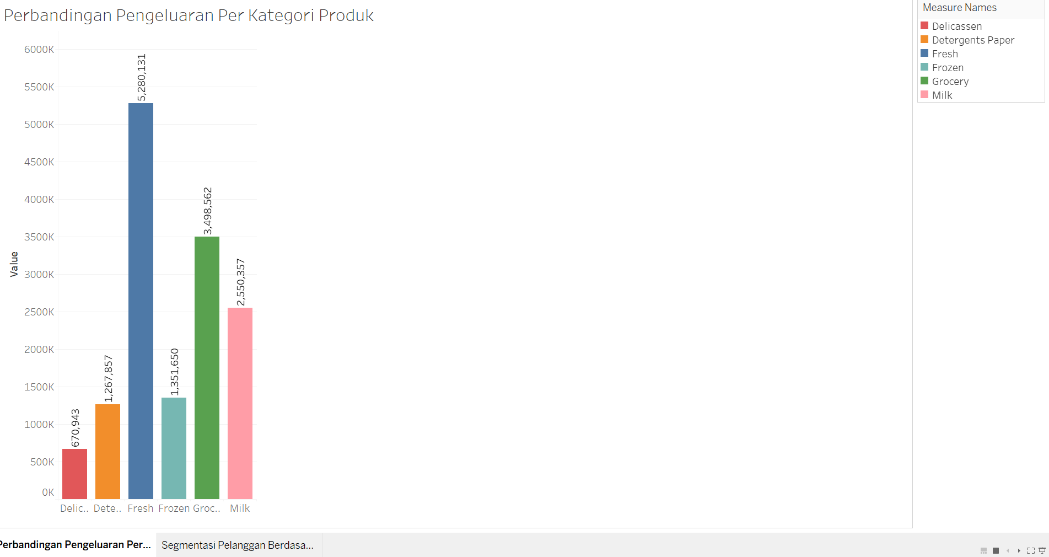 Perbandingan Pengeluaran Per Kategori Produk
Measure Names
Delicassen
Detergents Paper
Fresh
Frozen
Grocery
Milk
6000K
5500K
5000K
4500K
4000K
3500K
3000K
2500K
2000K
1500K
1000K
500K
0K
Value
670,943
1,267,857
5,280,131
1,351,650
3,498,562
2,550,357
Delic.. Dete.. Fresh Frozen Groc.. Milk
Perbandingan Pengeluaran Per... Segmentasi Pelanggan Berdasa...